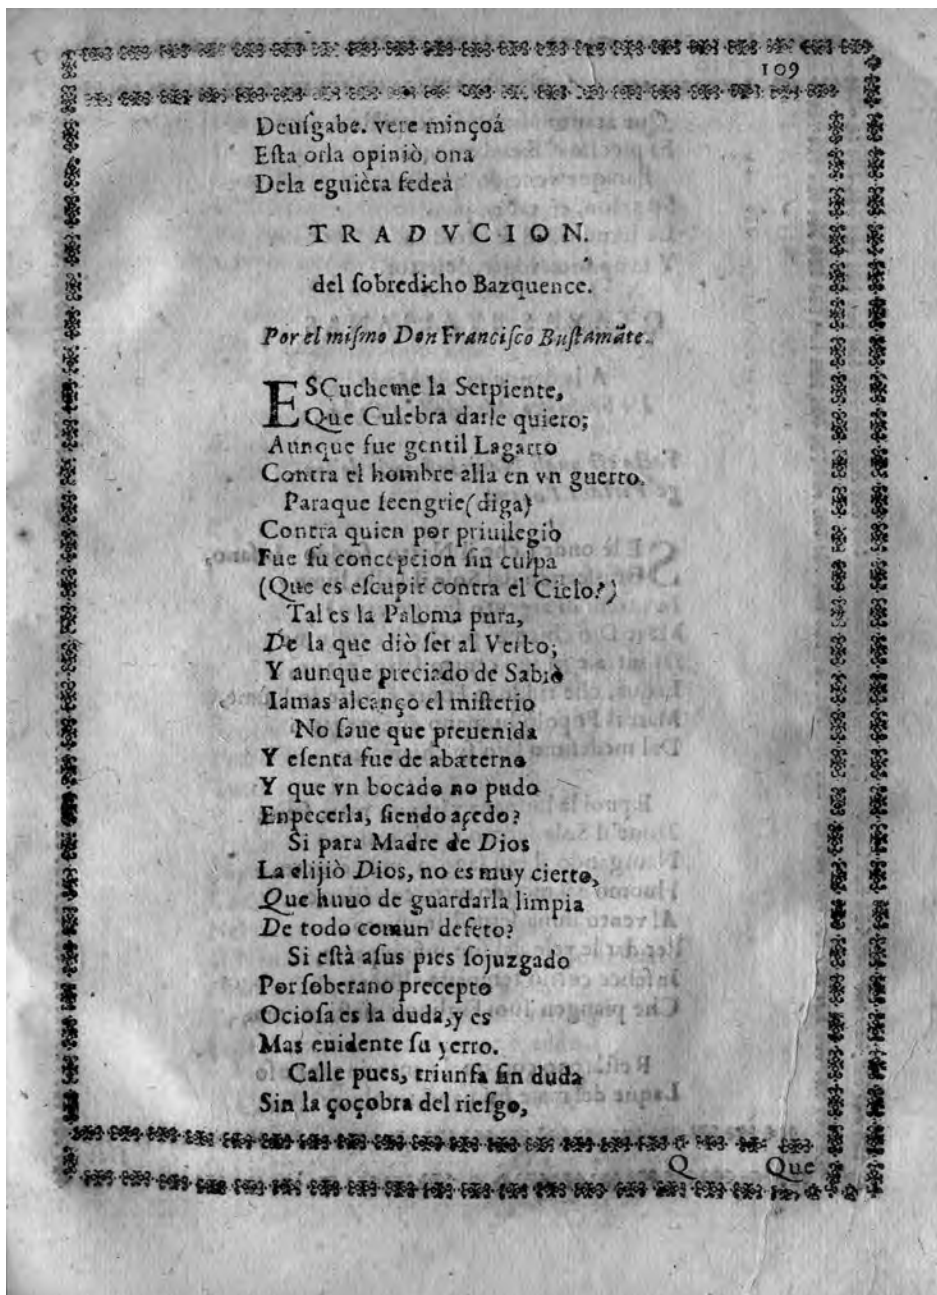 109
Deuſgabe. vere minçoá
Eſta orla opiniò, ona
Dela eguièra fedeá
TRADVCION.
del ſobredicho Bazquence.
Por el miſmo Don Franciſco Buſtamãte.
ESCucheme la Serpiente,
Que Culebra darle quiero;
Aunque fue gentil Lagarto
Contra el hombre alla en vn guerto.
Paraque ſeengrie(diga)
Contra quien por priuilegio
Fue ſu concepcion ſin culpa
(Que es eſcupir contra el Cielo?)
Tal es la Paloma pura,
De la que diò ſer al Verbo;
Y aunque preciado de Sabiò
Iamas alcanço el miſterio
No ſaue que preuenida
Y eſenta fue de abæterno
Y que vn bocado no pudo
Enpecerla, ſiendo açedo?
Si para Madre de Dios
La elijiò Dios, no es muy cierto,
Que huuo de guardarla limpia
De todo comun defeto?
Si eſtà aſus pies ſojuzgado
Por ſoberano precepto
Ocioſa es la duda, y es
Mas euidente ſu yerro.
Calle pues, triunfa ſin duda
Sin la çoçobra del rieſgo,
Q Que